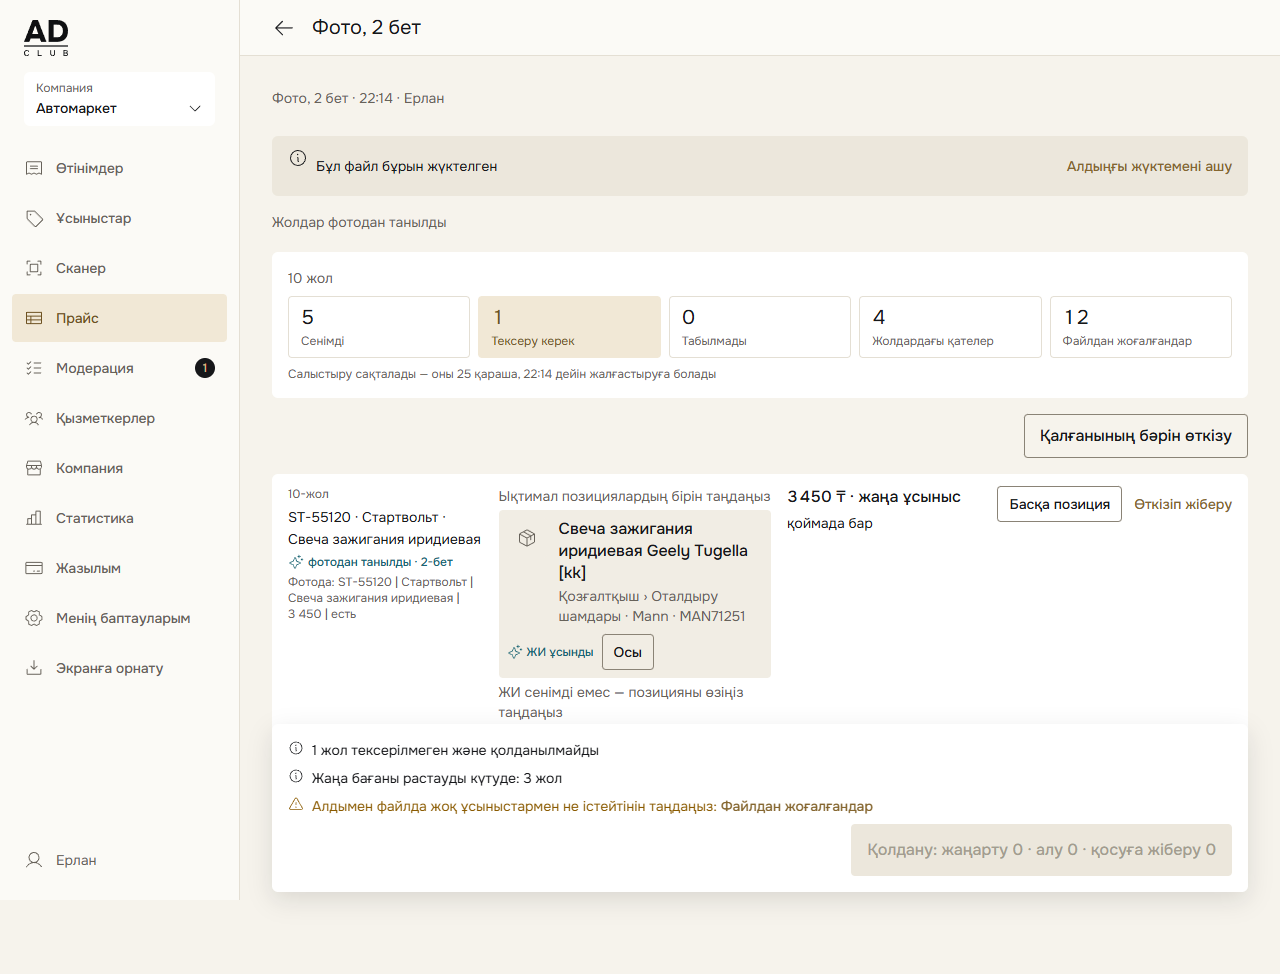 AD
CLUB
Компания
Автомаркет
Өтінімдер
Ұсыныстар
Сканер
Прайс
Модерация
1
Қызметкерлер
Компания
Статистика
Жазылым
Менің баптауларым
Экранға орнату
Ерлан
Фото, 2 бет
Фото, 2 бет · 22:14 · Ерлан
Бұл файл бұрын жүктелген
Алдыңғы жүктемені ашу
Жолдар фотодан танылды
10 жол
5
Сенімді
1
Тексеру керек
0
Табылмады
4
Жолдардағы қателер
12
Файлдан жоғалғандар
Салыстыру сақталады — оны 25 қараша, 22:14 дейін жалғастыруға болады
Қалғанының бәрін өткізу
10-жол
ST-55120 · Стартвольт ·
Свеча зажигания иридиевая
фотодан танылды · 2-бет
Фотода: ST-55120 | Стартвольт |
Свеча зажигания иридиевая |
3 450 | есть
Ықтимал позициялардың бірін таңдаңыз
Свеча зажигания
иридиевая Geely Tugella
[kk]
Қозғалтқыш › Оталдыру
шамдары · Mann · MAN71251
ЖИ ұсынды
Осы
ЖИ сенімді емес — позицияны өзіңіз
таңдаңыз
3 450 ₸ · жаңа ұсыныс
қоймада бар
Басқа позиция
Өткізіп жіберу
1 жол тексерілмеген және қолданылмайды
Жаңа бағаны растауды күтуде: 3 жол
Алдымен файлда жоқ ұсыныстармен не істейтінін таңдаңыз: Файлдан жоғалғандар
Қолдану: жаңарту 0 · алу 0 · қосуға жіберу 0